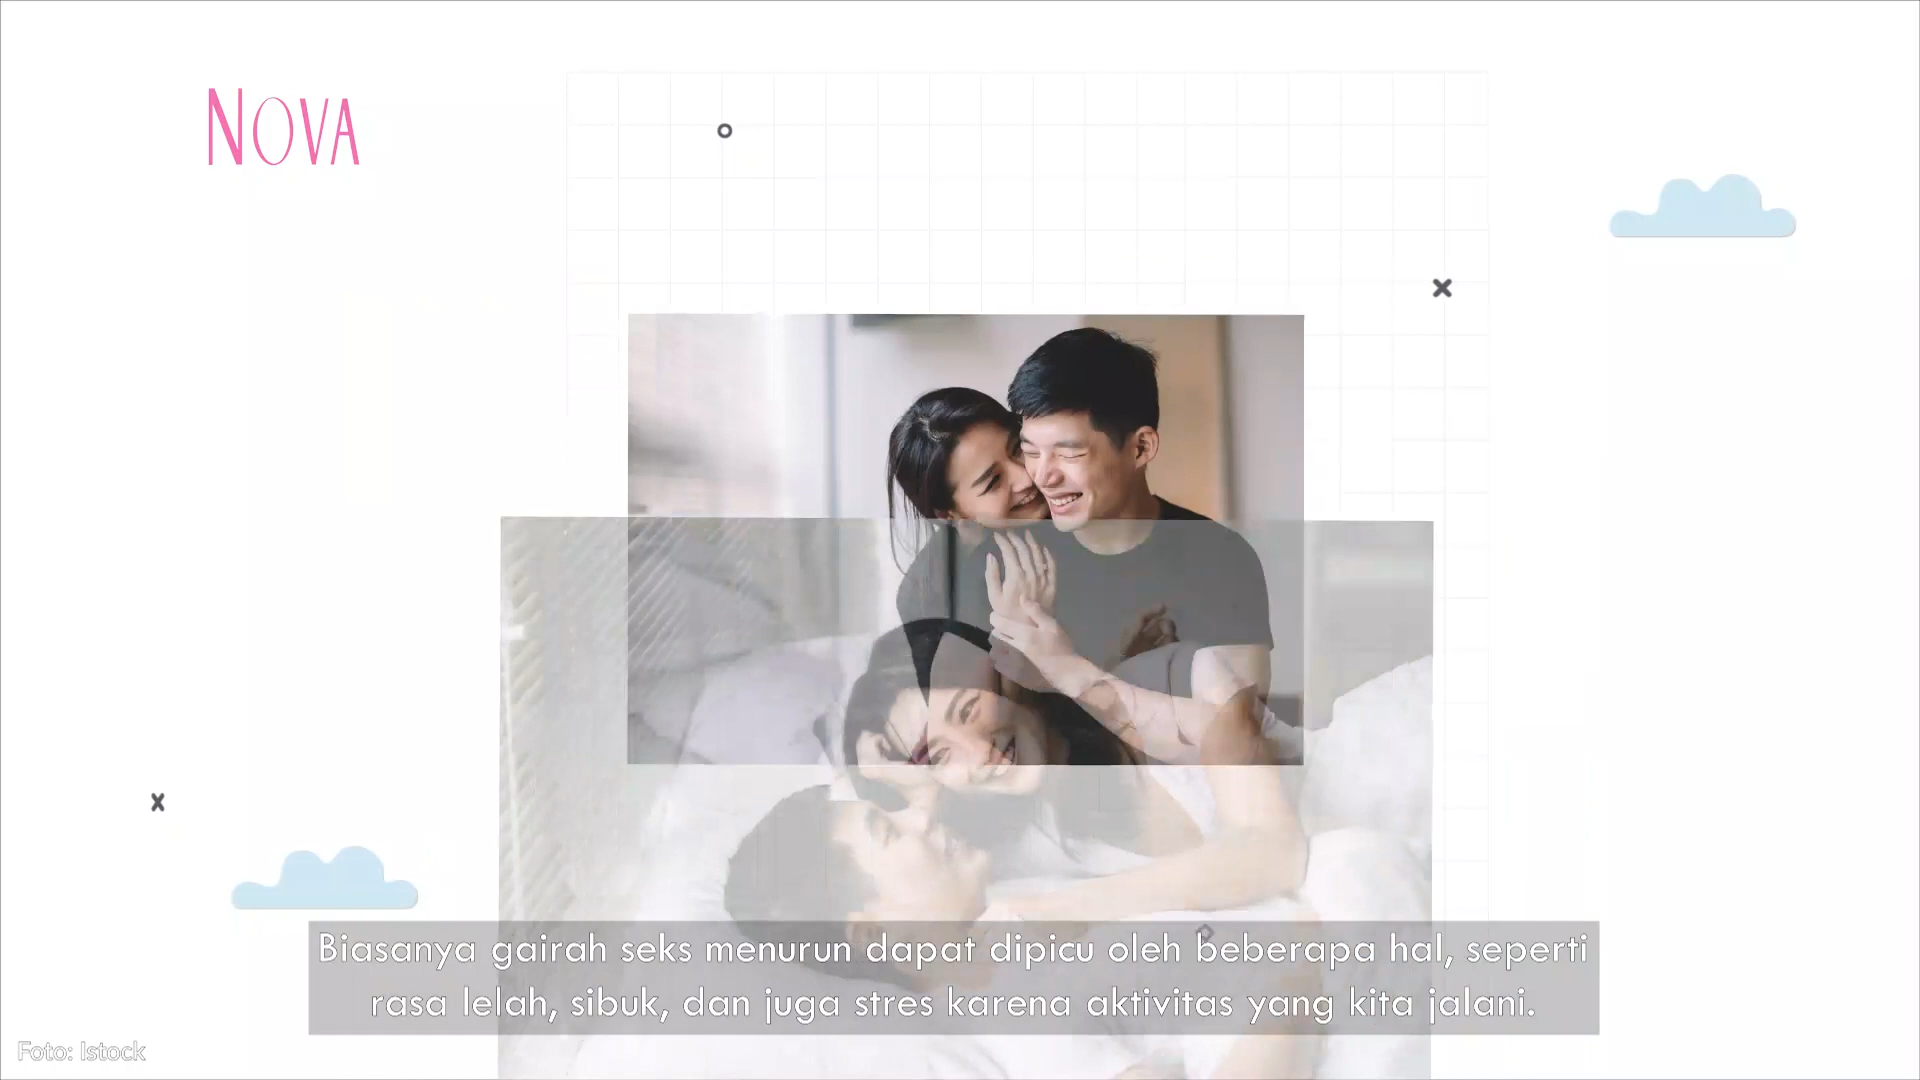 NOVA
Biasanya gairah seks menurun dapat dipicu oleh beberapa hal, seperti
rasa lelah, sibuk, dan juga stres karena aktivitas yang kita jalani.
Foto: Istock